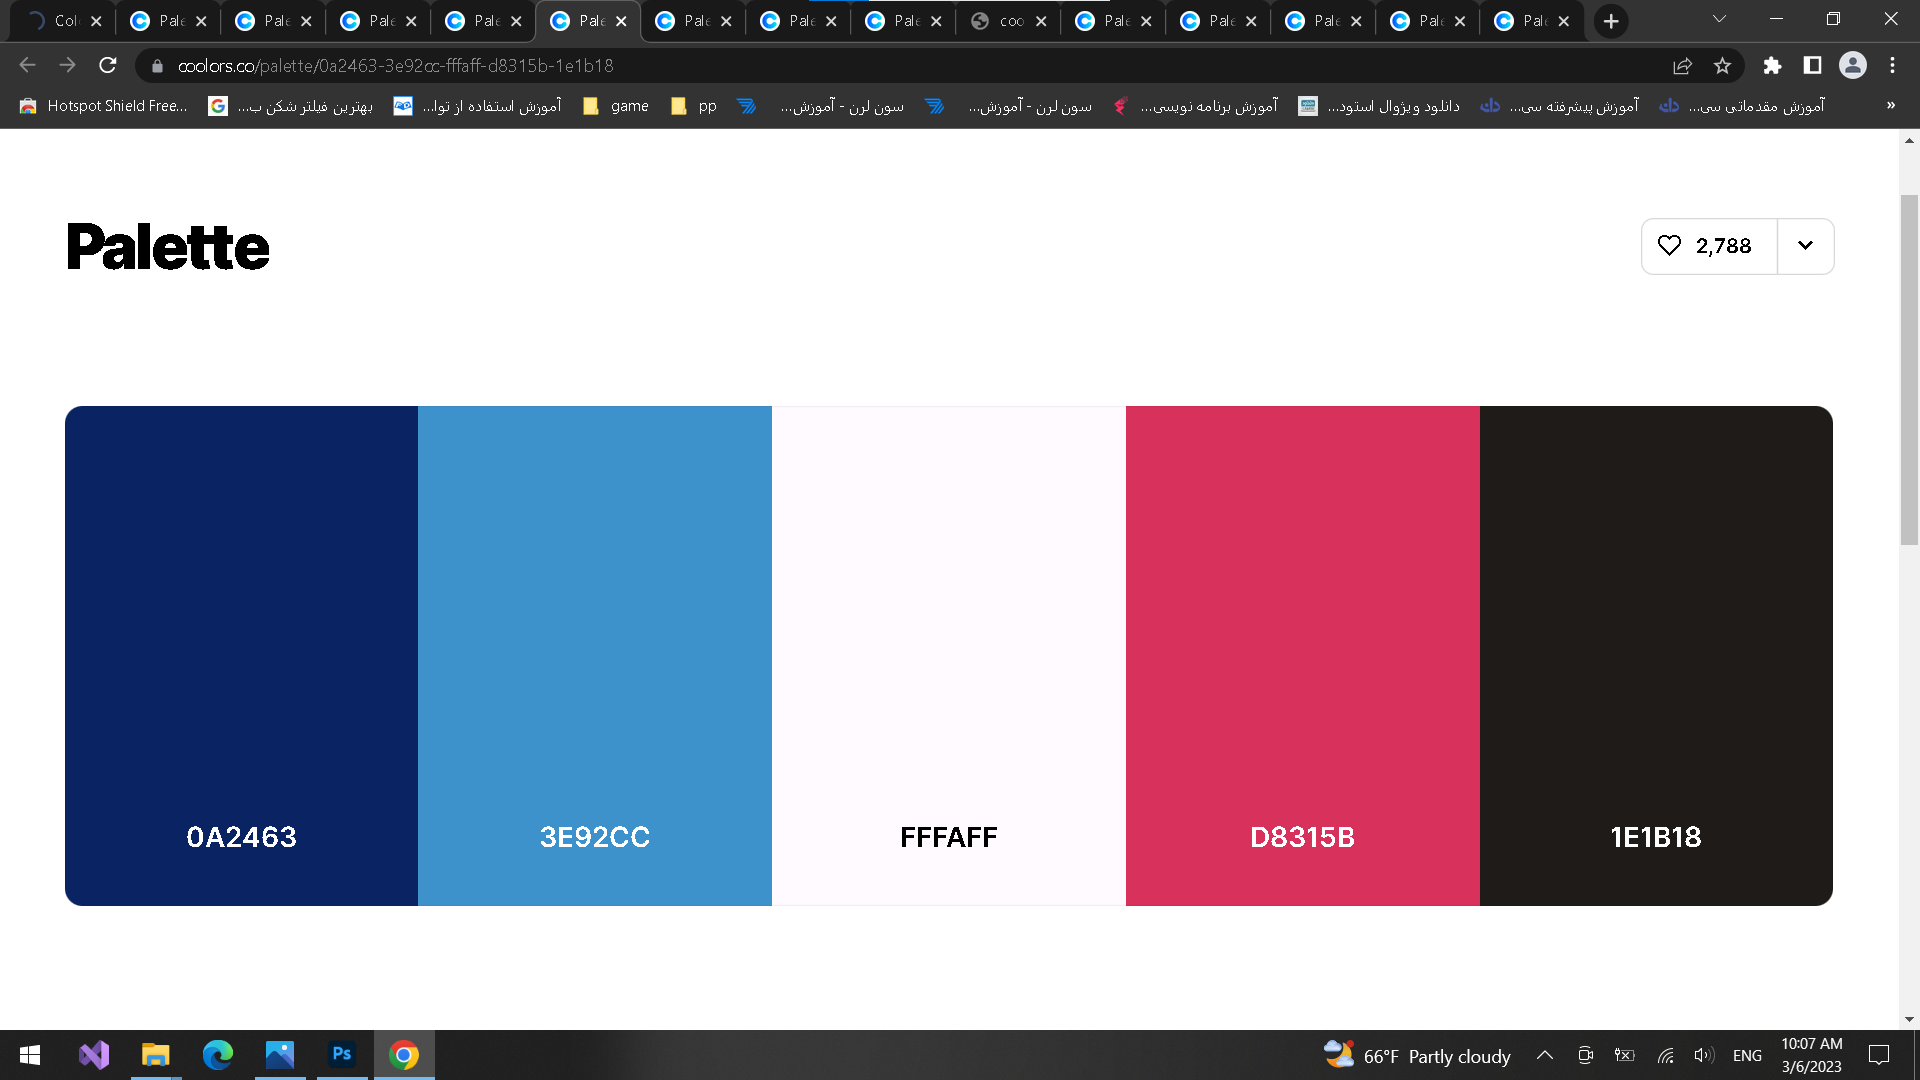 Col Pale Pale Pale Pale Pale Pale Pale Pale coo Pale Pale Pale Pale Pale
coolors.co/palette/0a2463-3e92cc-fffaff-d8315b-1e1b18
Hotspot Shield Free... بهترین فیلتر شکن ب... آموزش استفاده از توا... game pp سون لرن - آموزش... سون لرن - آموزش... آموزش برنامه نویسی... دانلود ویژوال استود... آموزش پیشرفته سی... آموزش مقدماتی سی... »
Palette
2,788
0A2463
3E92CC
FFFAFF
D8315B
1E1B18
Ps
66°F Partly cloudy
ENG
10:07 AM
3/6/2023